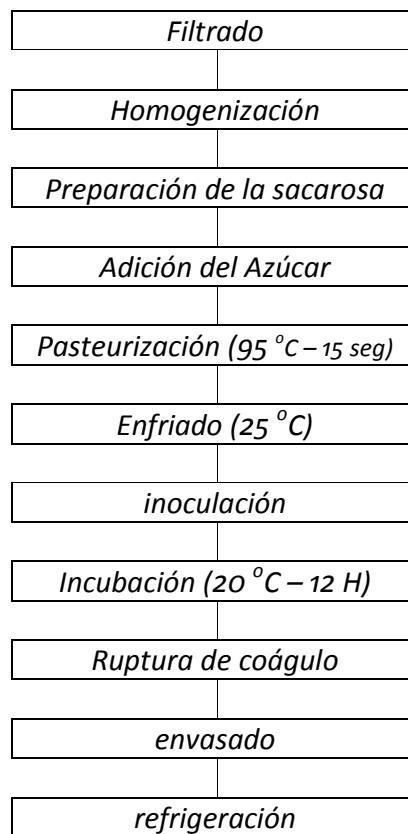 Filtrado
Homogenización
Preparación de la sacarosa
Adición del Azúcar
Pasteurización (95 °C – 15 seg)
Enfriado (25 °C)
inoculación
Incubación (20 °C – 12 H)
Ruptura de coágulo
envasado
refrigeración